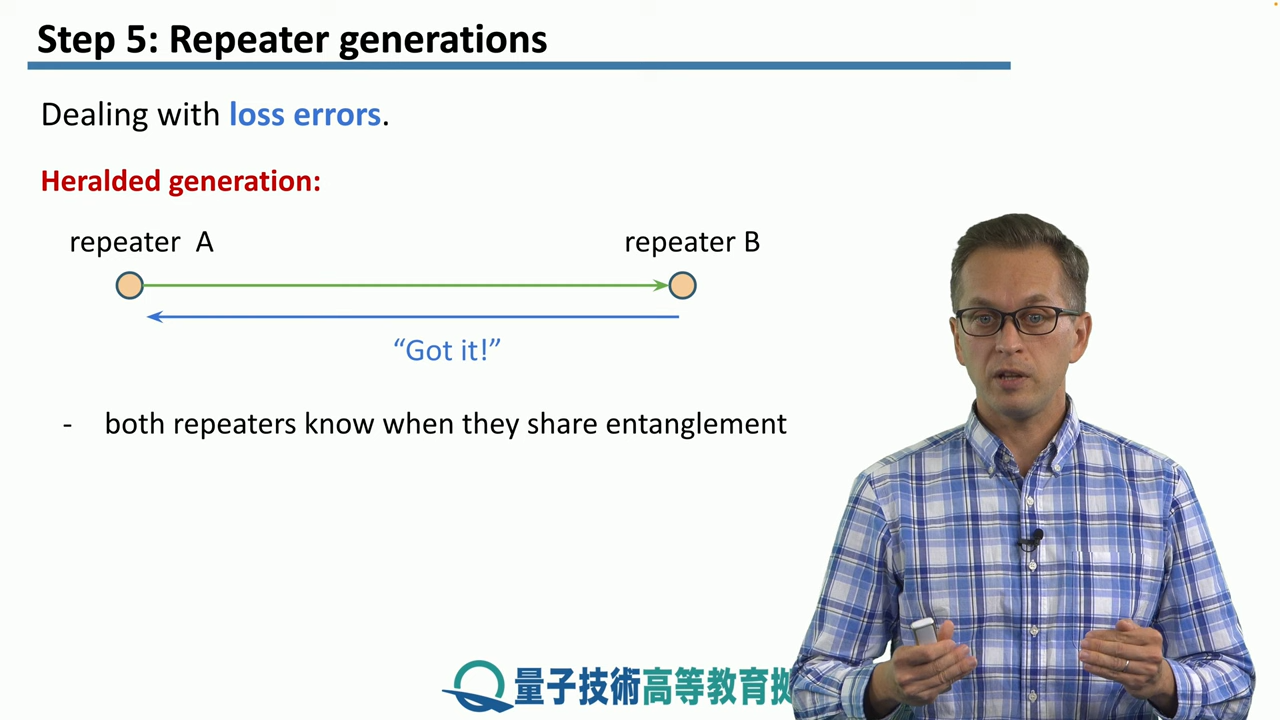 Step 5: Repeater generations
Dealing with loss errors.
Heralded generation:
repeater A
repeater B
“Got it!”
- both repeaters know when they share entanglement
量子技術高等教育拠